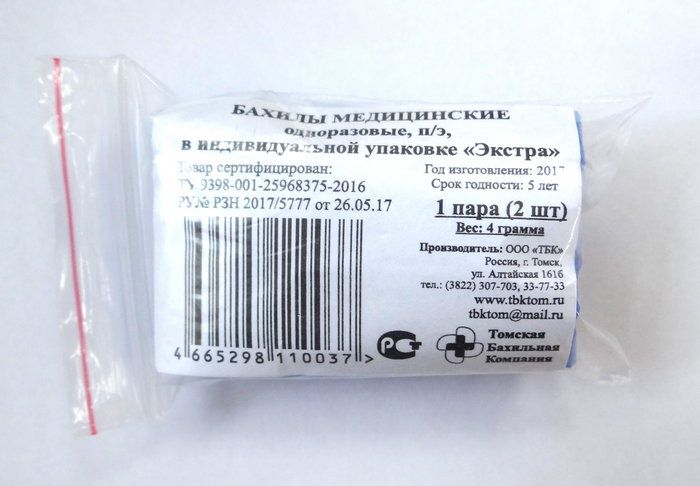 БАХИЛЫ МЕДИЦИНСКИЕ
одноразовые, п/э,
в индивидуальной упаковке «Экстра»
Товар сертифицирован:
ТУ 9398-001-25968375-2016
РУ№ РЗН 2017/5777 от 26.05.17
Год изготовления: 2017
Срок годности: 5 лет
1 пара (2 шт)
Вес: 4 грамма
Производитель: ООО «ТБК»
Россия, г. Томск,
ул. Алтайская 161б
тел.: (3822) 307-703, 33-77-33
www.tbktom.ru
tbktom@mail.ru
4 665298 110037 >
РСТ
Томская
Бахильная
Компания